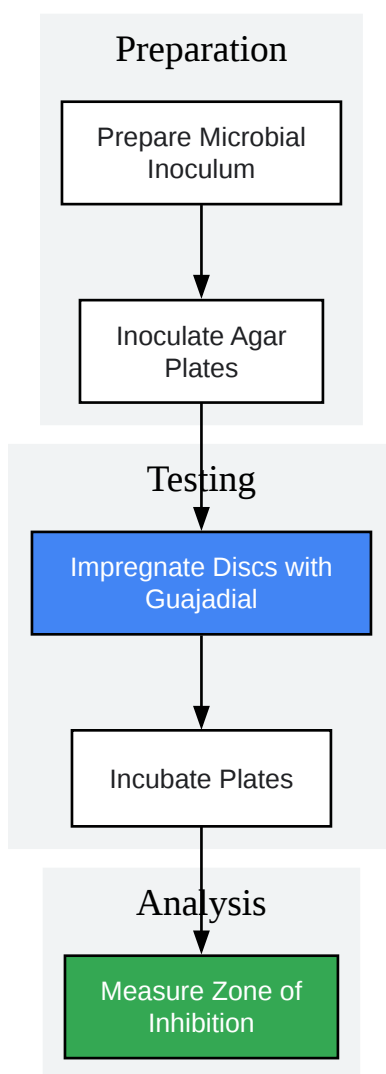 Preparation
Prepare Microbial
Inoculum
Inoculate Agar
Plates
Testing
Impregnate Discs with
Guajadial
Incubate Plates
Analysis
Measure Zone of
Inhibition